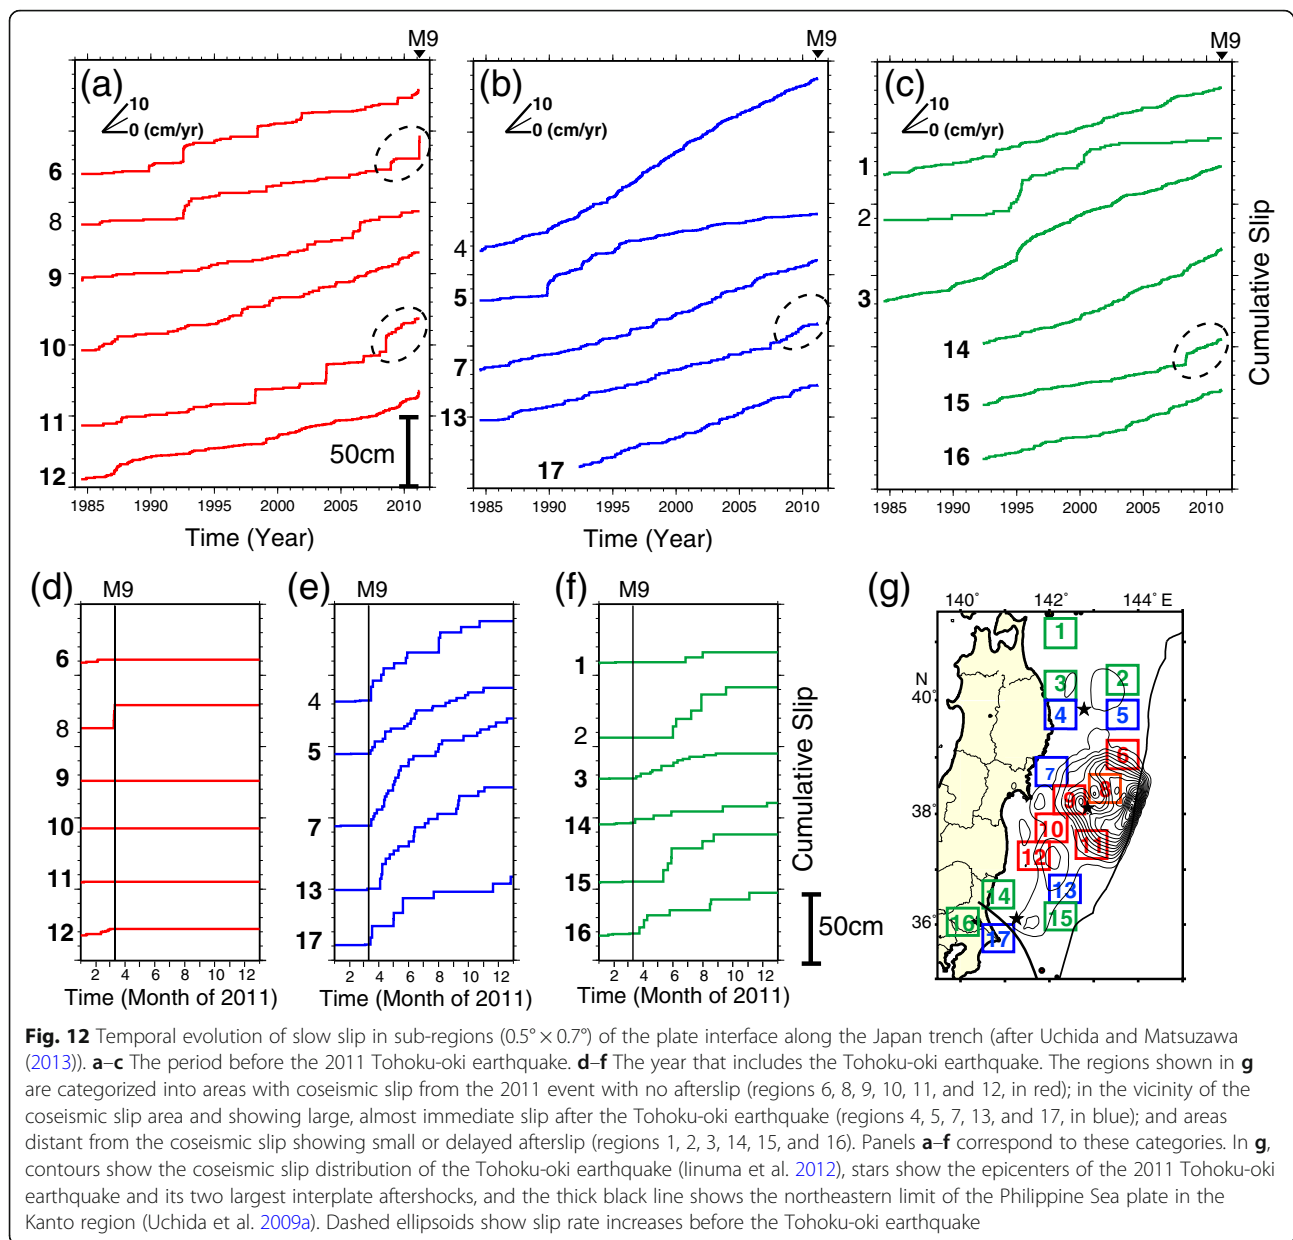 M9 M9 M9
(a) (b) (c)
10 10 10
0 (cm/yr) 0 (cm/yr) 0 (cm/yr)
6
8
9
10
11
12
50cm
1985 1990 1995 2000 2005 2010
Time (Year)
4
5
7
13
17
1985 1990 1995 2000 2005 2010
Time (Year)
1
2
3
14
15
16
Cumulative Slip
1985 1990 1995 2000 2005 2010
Time (Year)
(d) M9
6
8
9
10
11
12
2 4 6 8 10 12
Time (Month of 2011)
(e) M9
4
5
7
13
17
2 4 6 8 10 12
Time (Month of 2011)
(f) M9
1
2
3
14
15
16
Cumulative Slip
50cm
2 4 6 8 10 12
Time (Month of 2011)
(g)
140° 142° 144° E
N
40°
38°
36°
1
3 2
4 5
6
7
8
9
10
11
12
13
14
15
16
17
Fig. 12 Temporal evolution of slow slip in sub-regions (0.5° × 0.7°) of the plate interface along the Japan trench (after Uchida and Matsuzawa
(2013)). a–c The period before the 2011 Tohoku-oki earthquake. d–f The year that includes the Tohoku-oki earthquake. The regions shown in g
are categorized into areas with coseismic slip from the 2011 event with no afterslip (regions 6, 8, 9, 10, 11, and 12, in red); in the vicinity of the
coseismic slip area and showing large, almost immediate slip after the Tohoku-oki earthquake (regions 4, 5, 7, 13, and 17, in blue); and areas
distant from the coseismic slip showing small or delayed afterslip (regions 1, 2, 3, 14, 15, and 16). Panels a–f correspond to these categories. In g,
contours show the coseismic slip distribution of the Tohoku-oki earthquake (Iinuma et al. 2012), stars show the epicenters of the 2011 Tohoku-oki
earthquake and its two largest interplate aftershocks, and the thick black line shows the northeastern limit of the Philippine Sea plate in the
Kanto region (Uchida et al. 2009a). Dashed ellipsoids show slip rate increases before the Tohoku-oki earthquake